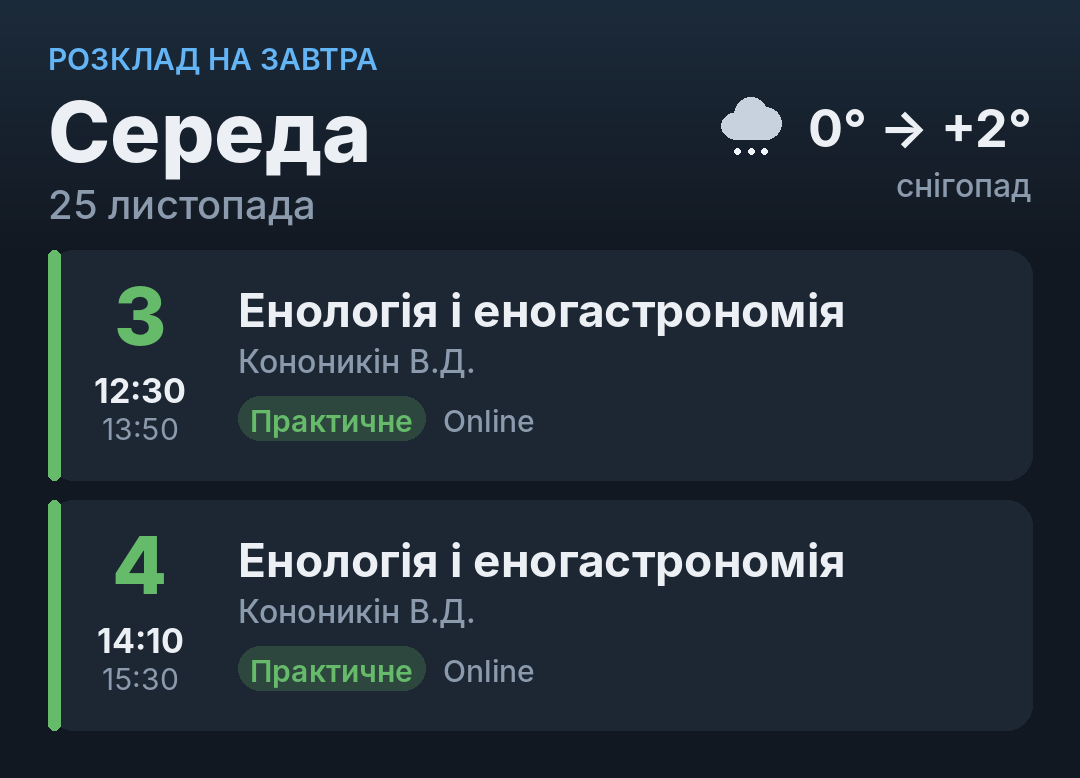 РОЗКЛАД НА ЗАВТРА
Середа
25 листопада
0° → +2°
снігопад
3
12:30
13:50
Енологія і еногастрономія
Кононикін В.Д.
Практичне Online
4
14:10
15:30
Енологія і еногастрономія
Кононикін В.Д.
Практичне Online